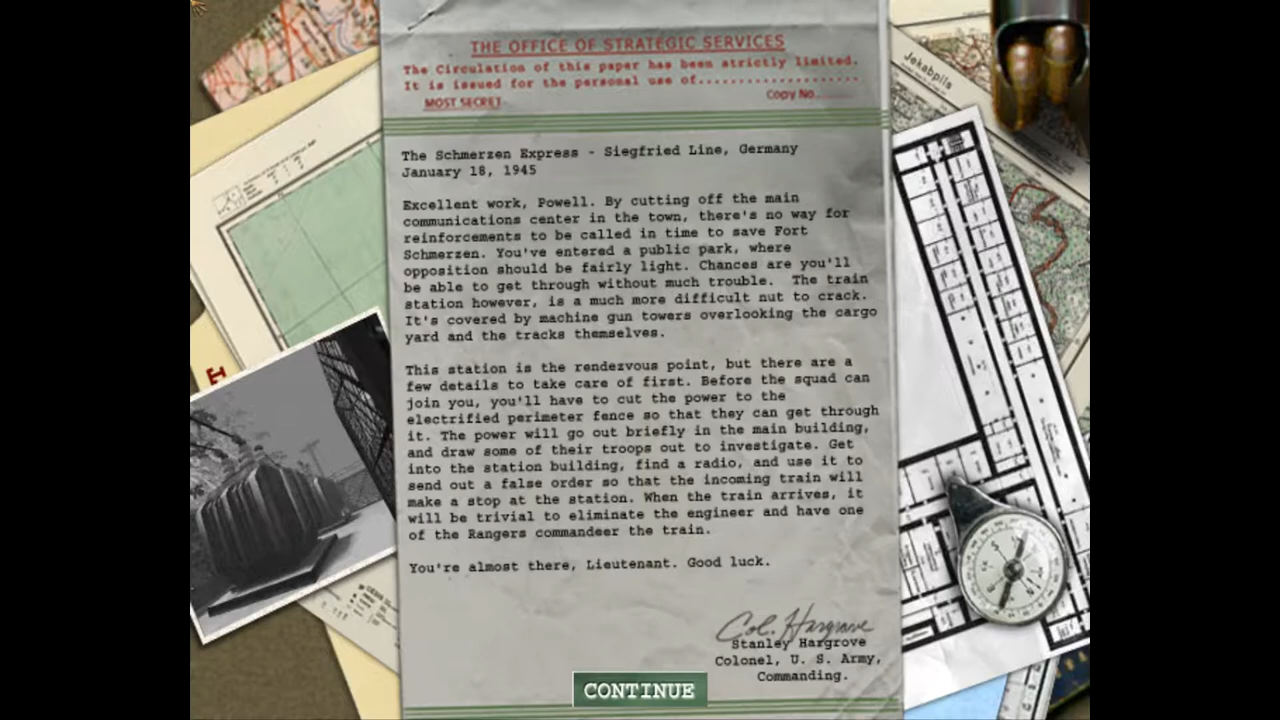 THE OFFICE OF STRATEGIC SERVICES
The Circulation of this paper has been strictly limited.
It is issued for the personal use of.....................
MOST SECRET
Copy No.......
Jekabpils
The Schmerzen Express - Siegfried Line, Germany
January 18, 1945
Excellent work, Powell. By cutting off the main
communications center in the town, there's no way for
reinforcements to be called in time to save Fort
Schmerzen. You've entered a public park, where
opposition should be fairly light. Chances are you'll
be able to get through without much trouble.  The train
station however, is a much more difficult nut to crack.
It's covered by machine gun towers overlooking the cargo
yard and the tracks themselves.
This station is the rendezvous point, but there are a
few details to take care of first. Before the squad can
join you, you'll have to cut the power to the
electrified perimeter fence so that they can get through
it. The power will go out briefly in the main building,
and draw some of their troops out to investigate. Get
into the station building, find a radio, and use it to
send out a false order so that the incoming train will
make a stop at the station. When the train arrives, it
will be trivial to eliminate the engineer and have one
of the Rangers commandeer the train.
You're almost there, Lieutenant. Good luck.
Col. Hargrove
Stanley Hargrove
Colonel, U. S. Army,
Commanding.
CONTINUE